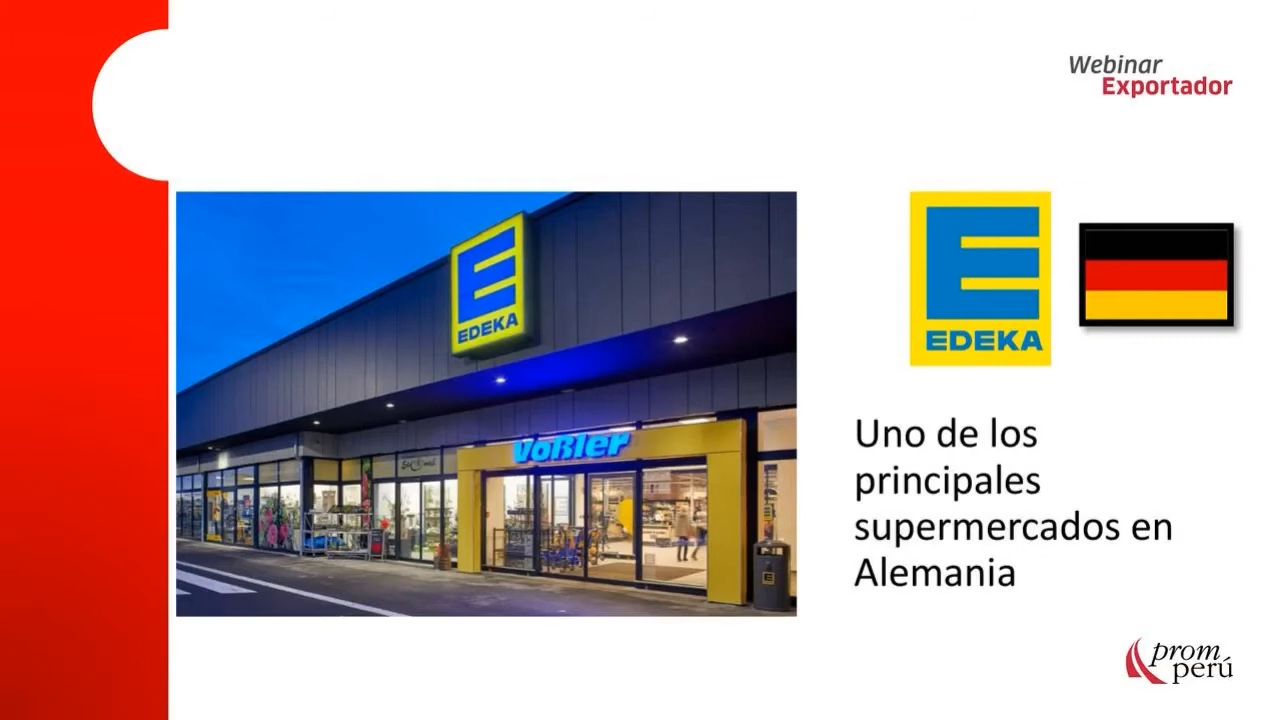 Webinar
Exportador
E
EDEKA
Voßler
E
EDEKA
Uno de los
principales
supermercados en
Alemania
prom
perú